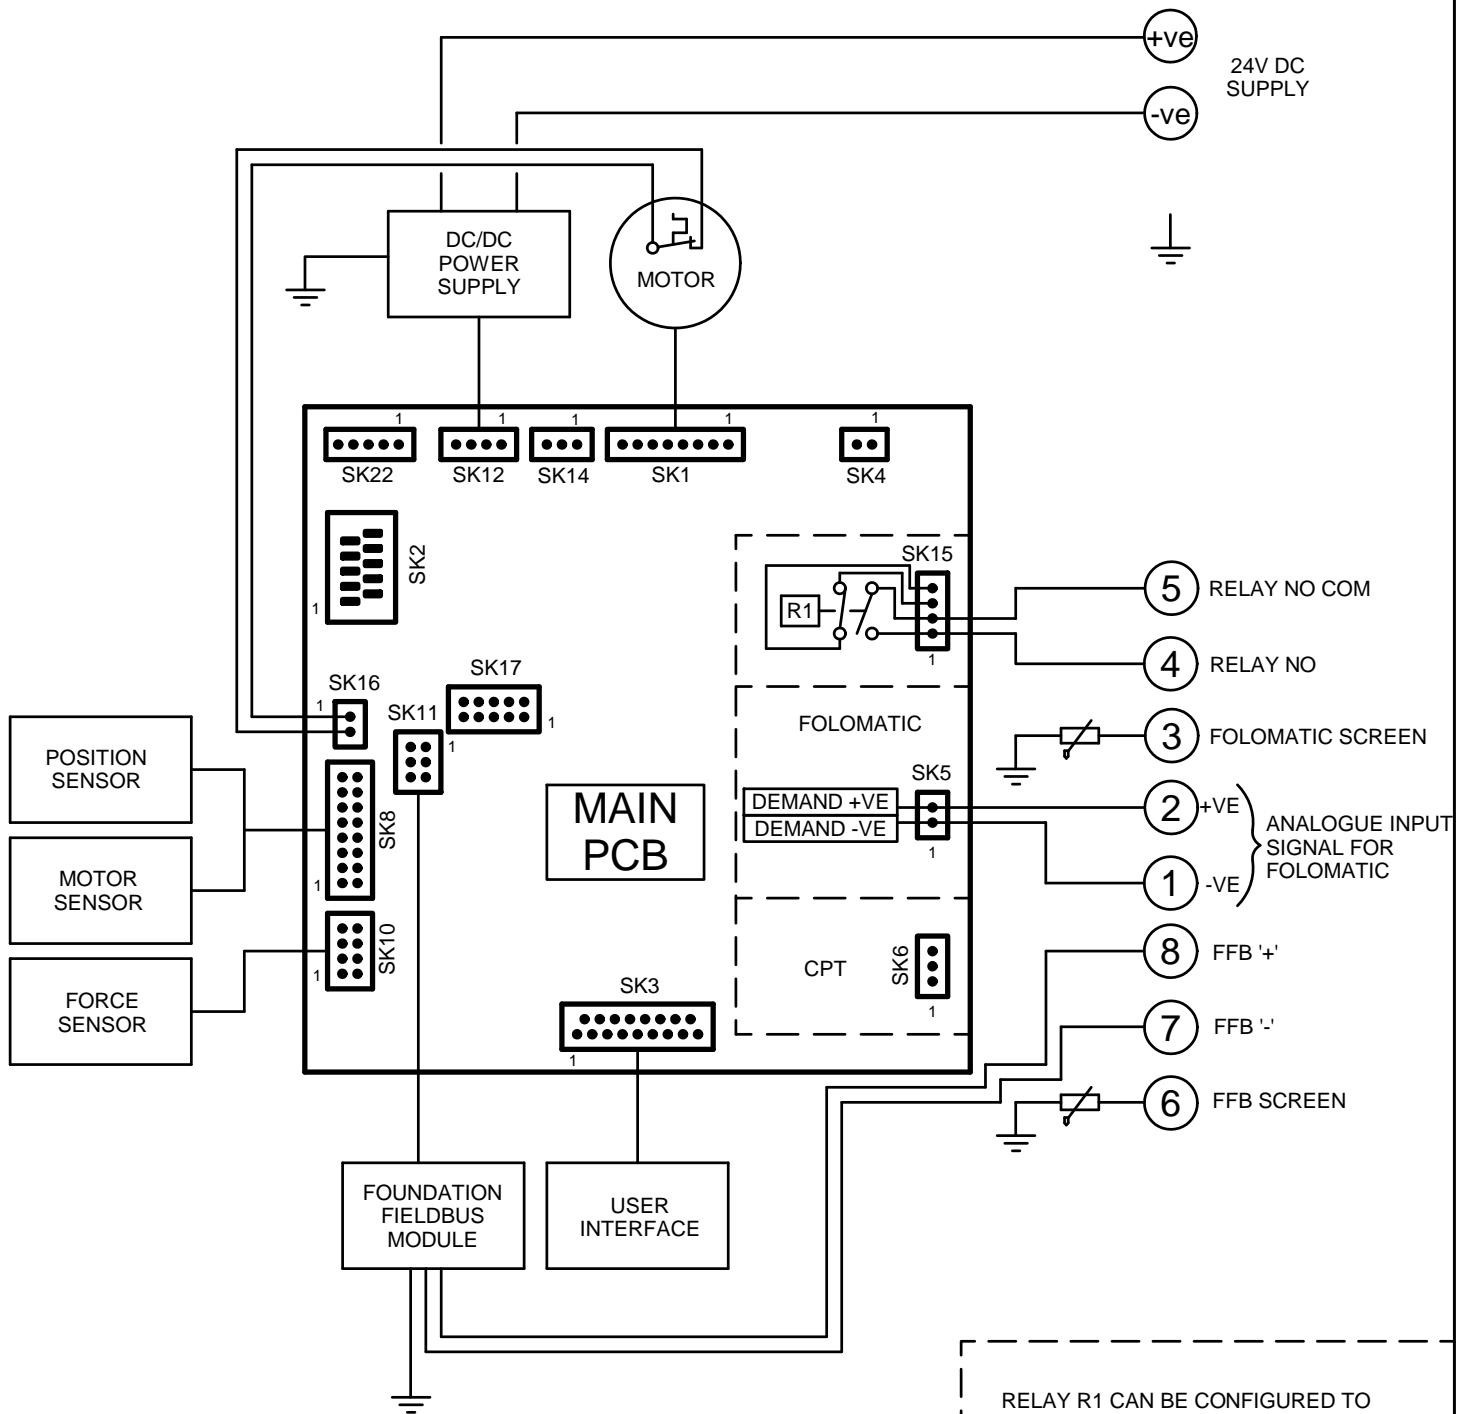 +ve
24V DC
SUPPLY
-ve
DC/DC
POWER
SUPPLY
MOTOR
1
1
1
1
1
SK22
SK12
SK14
SK1
SK4
SK2
1
SK15
R1
1
5
RELAY NO COM
4
RELAY NO
SK17
1
SK16
1
SK11
1
FOLOMATIC
3
FOLOMATIC SCREEN
POSITION
SENSOR
SK5
DEMAND +VE
DEMAND -VE
1
2
+VE
1
-VE
ANALOGUE INPUT
SIGNAL FOR
FOLOMATIC
MAIN
PCB
SK8
1
MOTOR
SENSOR
SK10
1
FORCE
SENSOR
CPT
SK6
1
8
FFB '+'
7
FFB '-'
6
FFB SCREEN
SK3
1
FOUNDATION
FIELDBUS
MODULE
USER
INTERFACE
RELAY R1 CAN BE CONFIGURED TO